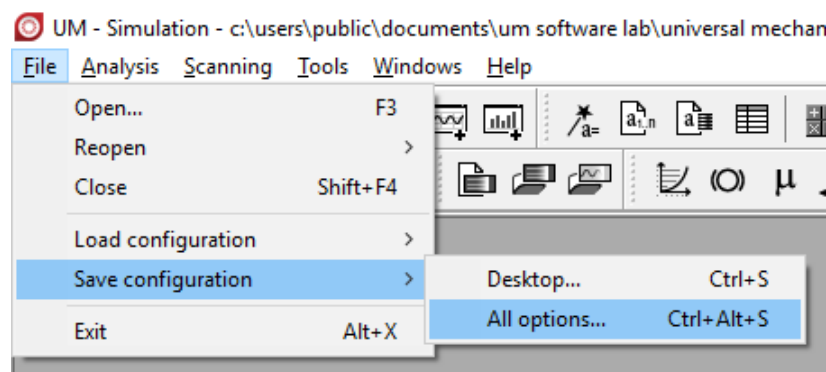 UM - Simulation - c:\users\public\documents\um software lab\universal mechan
File Analysis Scanning Tools Windows Help
Open... F3
Reopen
Close Shift+F4
Load configuration
Save configuration
Desktop... Ctrl+S
All options... Ctrl+Alt+S
Exit Alt+X
a=
a1..n
a
μ